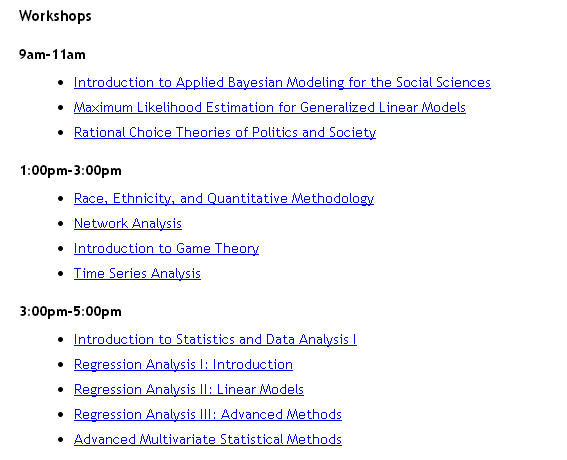 Workshops
9am-11am
Introduction to Applied Bayesian Modeling for the Social Sciences
Maximum Likelihood Estimation for Generalized Linear Models
Rational Choice Theories of Politics and Society
1:00pm-3:00pm
Race, Ethnicity, and Quantitative Methodology
Network Analysis
Introduction to Game Theory
Time Series Analysis
3:00pm-5:00pm
Introduction to Statistics and Data Analysis I
Regression Analysis I: Introduction
Regression Analysis II: Linear Models
Regression Analysis III: Advanced Methods
Advanced Multivariate Statistical Methods